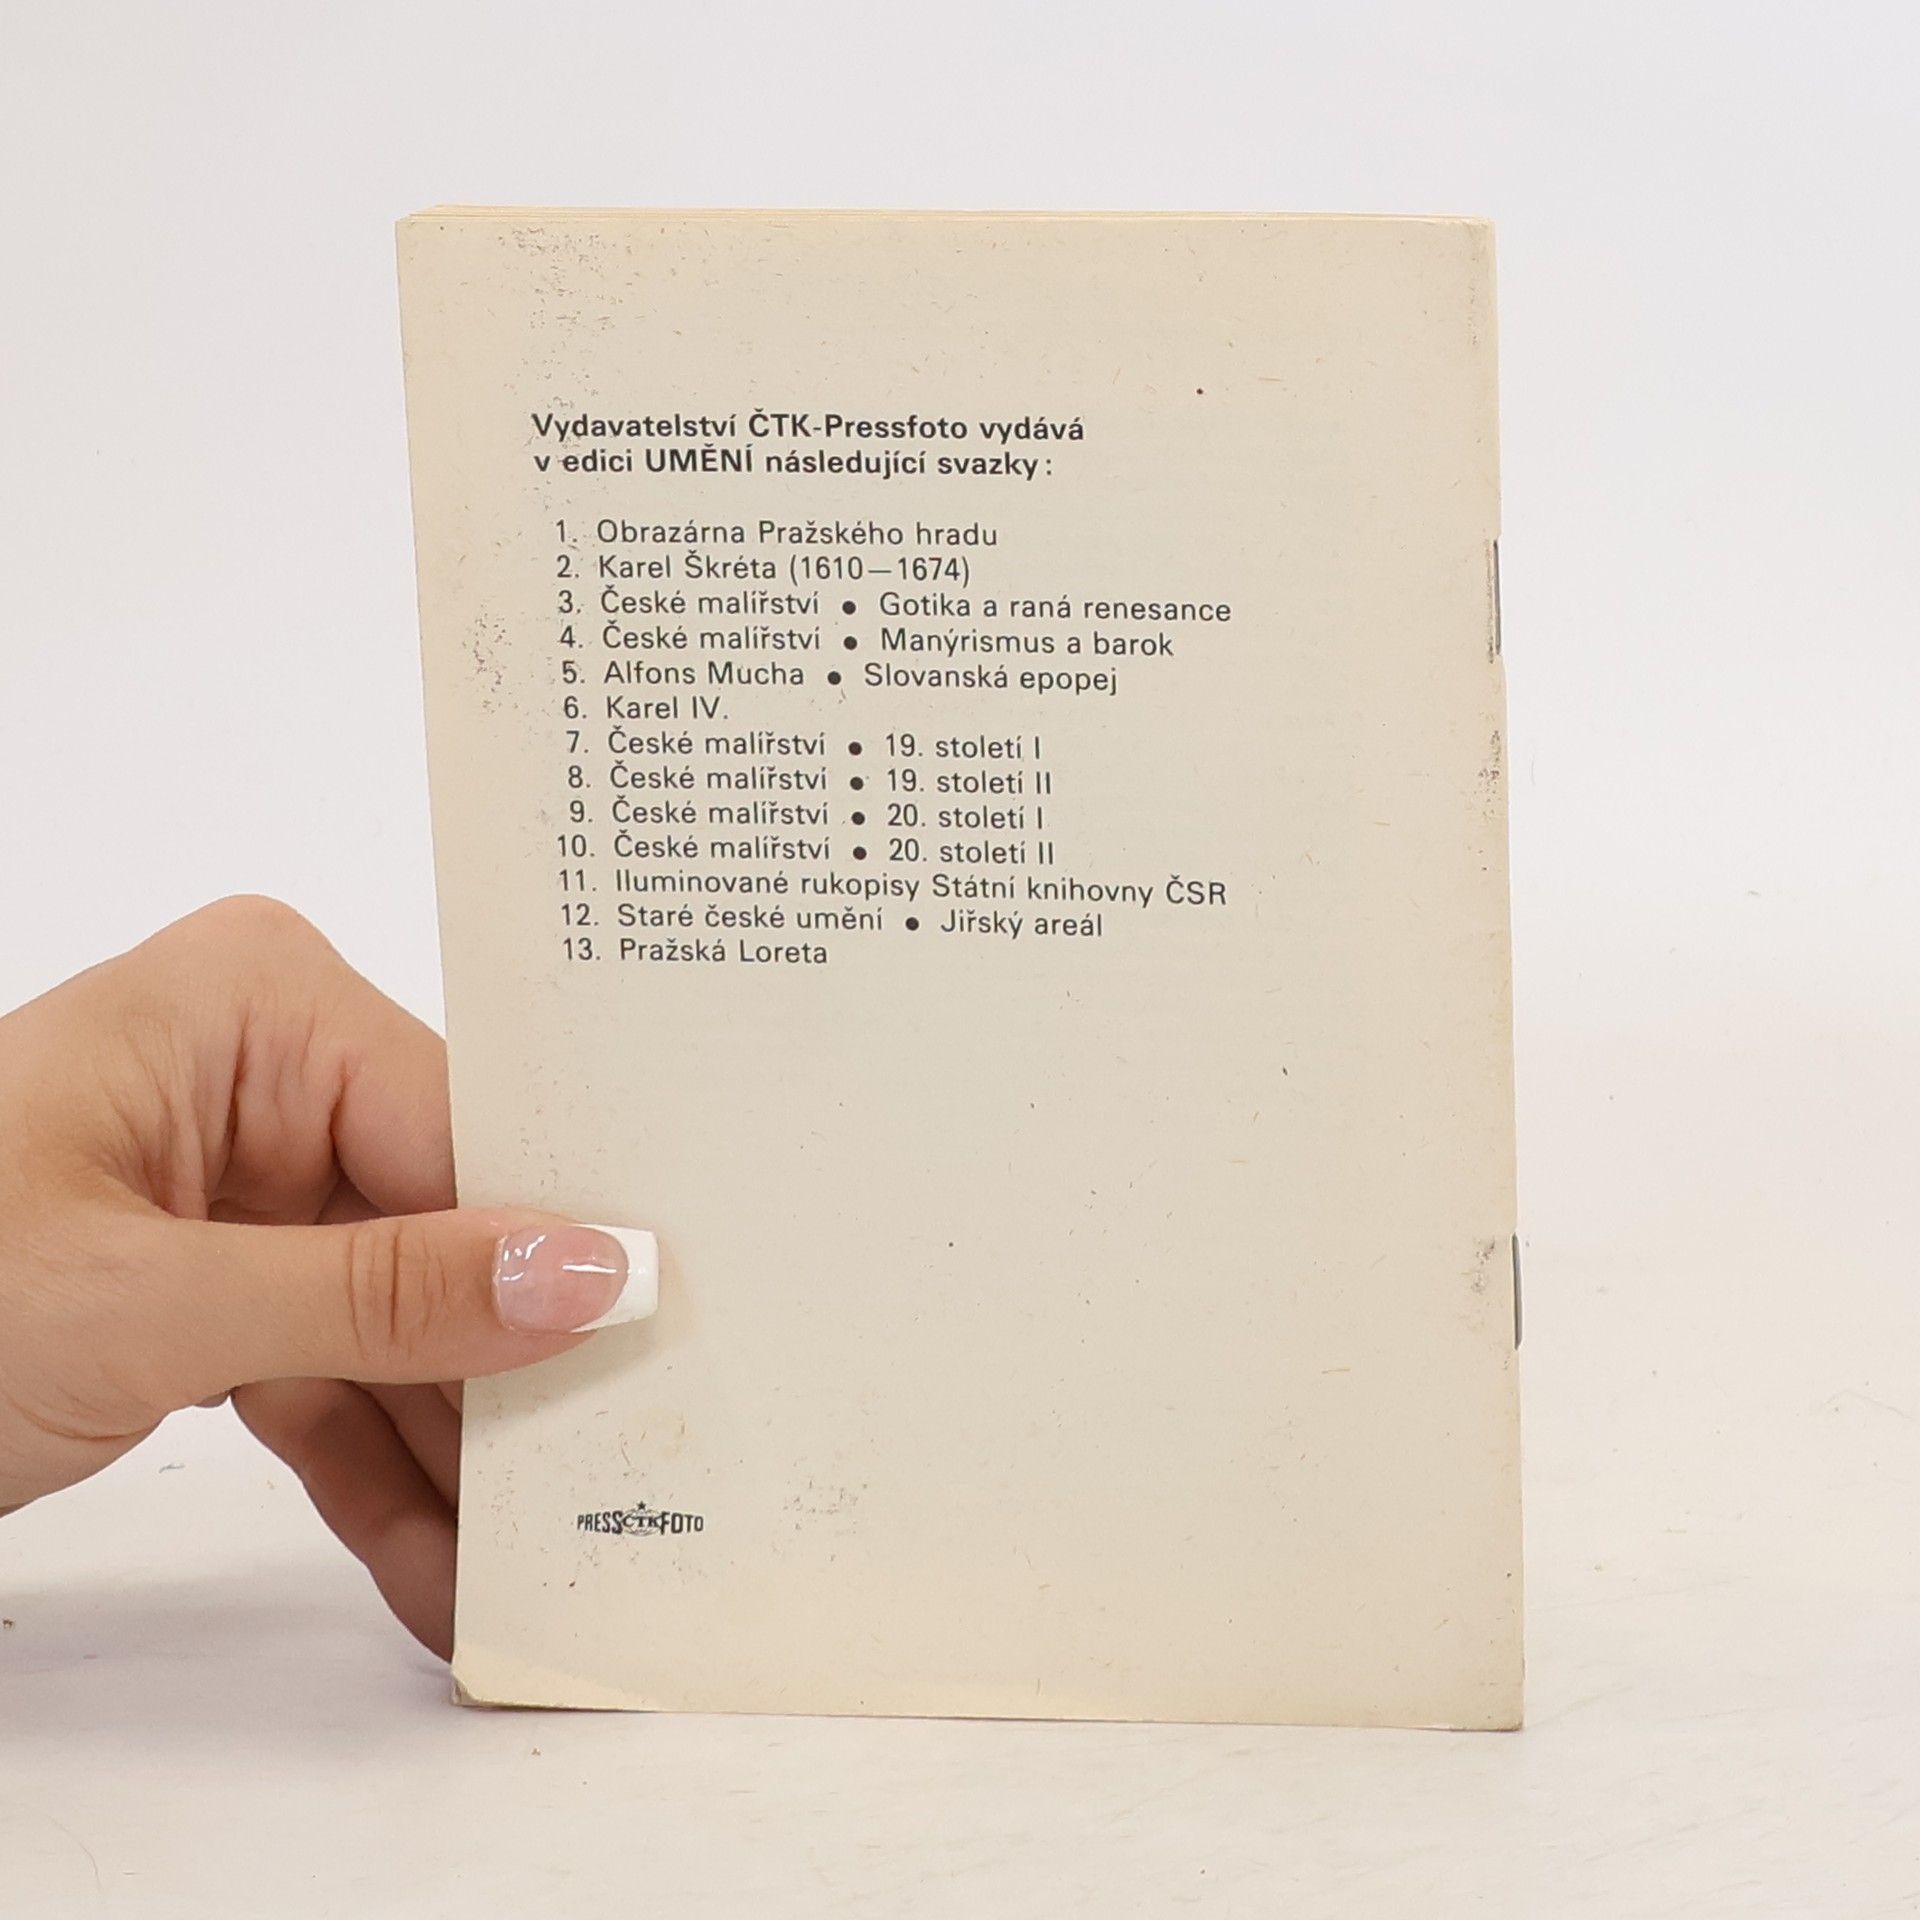 Vydavatelství ČTK-Pressfoto vydává
v edici UMĚNÍ následující svazky:
1. Obrazárna Pražského hradu
2. Karel Škréta (1610—1674)
3. České malířství ● Gotika a raná renesance
4. České malířství ● Manýrismus a barok
5. Alfons Mucha ● Slovanská epopej
6. Karel IV.
7. České malířství ● 19. století I
8. České malířství ● 19. století II
9. České malířství ● 20. století I
10. České malířství ● 20. století II
11. Iluminované rukopisy Státní knihovny ČSR
12. Staré české umění ● Jiřský areál
13. Pražská Loreta
PRESSČTKFOTO